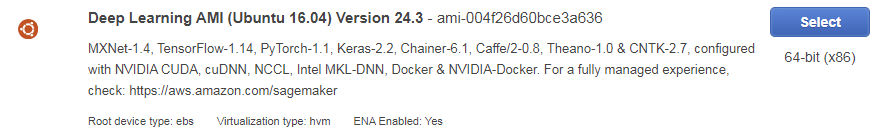 Deep Learning AMI (Ubuntu 16.04) Version 24.3 - ami-004f26d60bce3a636
Select
MXNet-1.4, TensorFlow-1.14, PyTorch-1.1, Keras-2.2, Chainer-6.1, Caffe/2-0.8, Theano-1.0 & CNTK-2.7, configured
64-bit (x86)
with NVIDIA CUDA, cuDNN, NCCL, Intel MKL-DNN, Docker & NVIDIA-Docker. For a fully managed experience,
check: https://aws.amazon.com/sagemaker
Root device type: ebs Virtualization type: hvm ENA Enabled: Yes